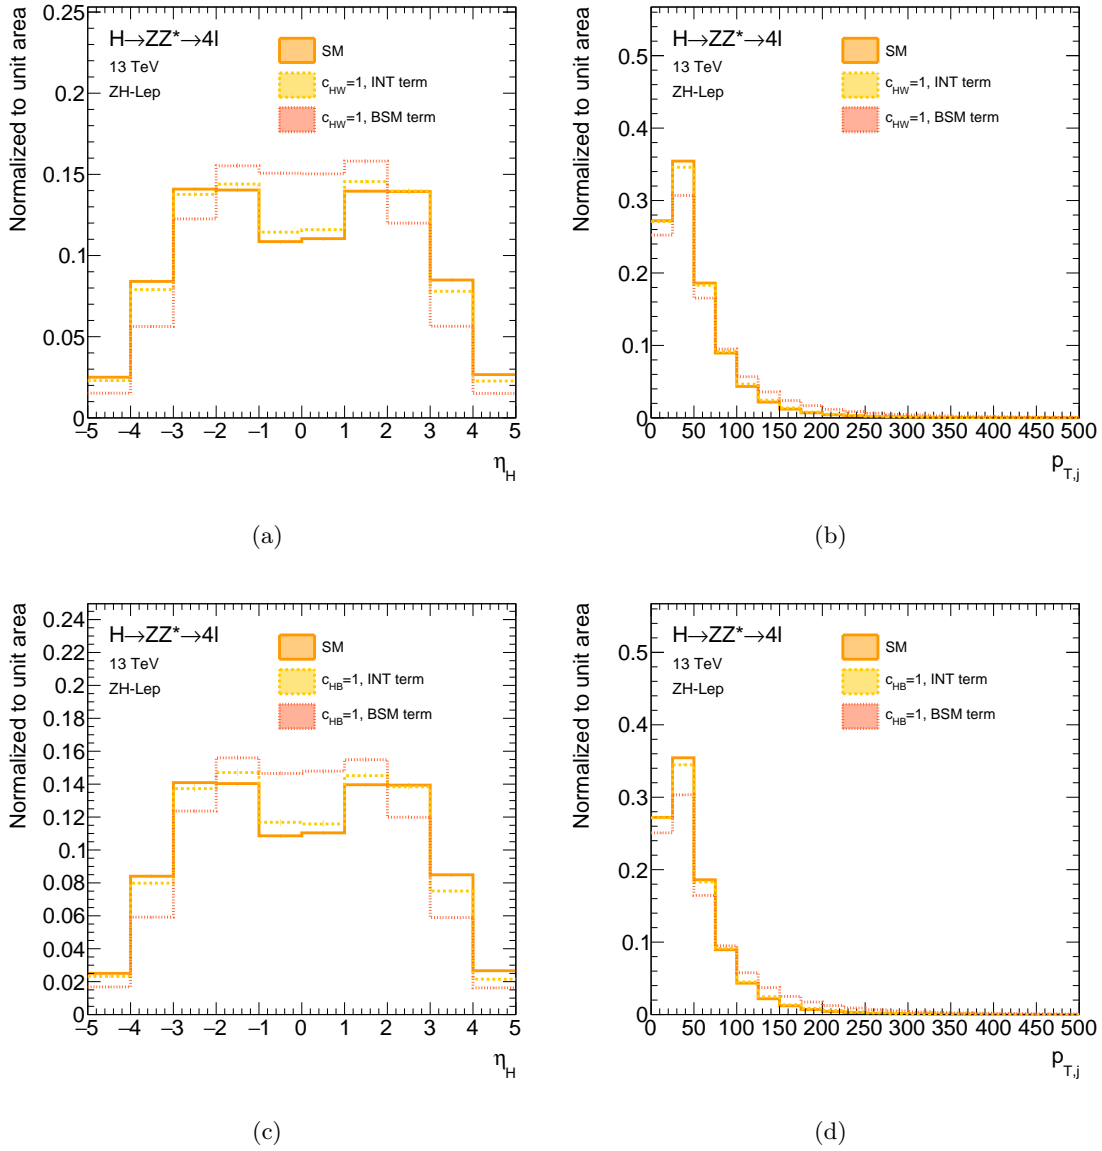 Normalized to unit area
0.25
0.2
0.15
0.1
0.05
0
H→ZZ*→4l
13 TeV
ZH-Lep
SM
c_HW=1, INT term
c_HW=1, BSM term
−5 −4 −3 −2 −1 0 1 2 3 4 5
η_H
(a)
Normalized to unit area
0.5
0.4
0.3
0.2
0.1
0
H→ZZ*→4l
13 TeV
ZH-Lep
SM
c_HW=1, INT term
c_HW=1, BSM term
0 50 100 150 200 250 300 350 400 450 500
p_T,j
(b)
Normalized to unit area
0.24
0.22
0.2
0.18
0.16
0.14
0.12
0.1
0.08
0.06
0.04
0.02
0
H→ZZ*→4l
13 TeV
ZH-Lep
SM
c_HB=1, INT term
c_HB=1, BSM term
−5 −4 −3 −2 −1 0 1 2 3 4 5
η_H
(c)
Normalized to unit area
0.5
0.4
0.3
0.2
0.1
0
H→ZZ*→4l
13 TeV
ZH-Lep
SM
c_HB=1, INT term
c_HB=1, BSM term
0 50 100 150 200 250 300 350 400 450 500
p_T,j
(d)